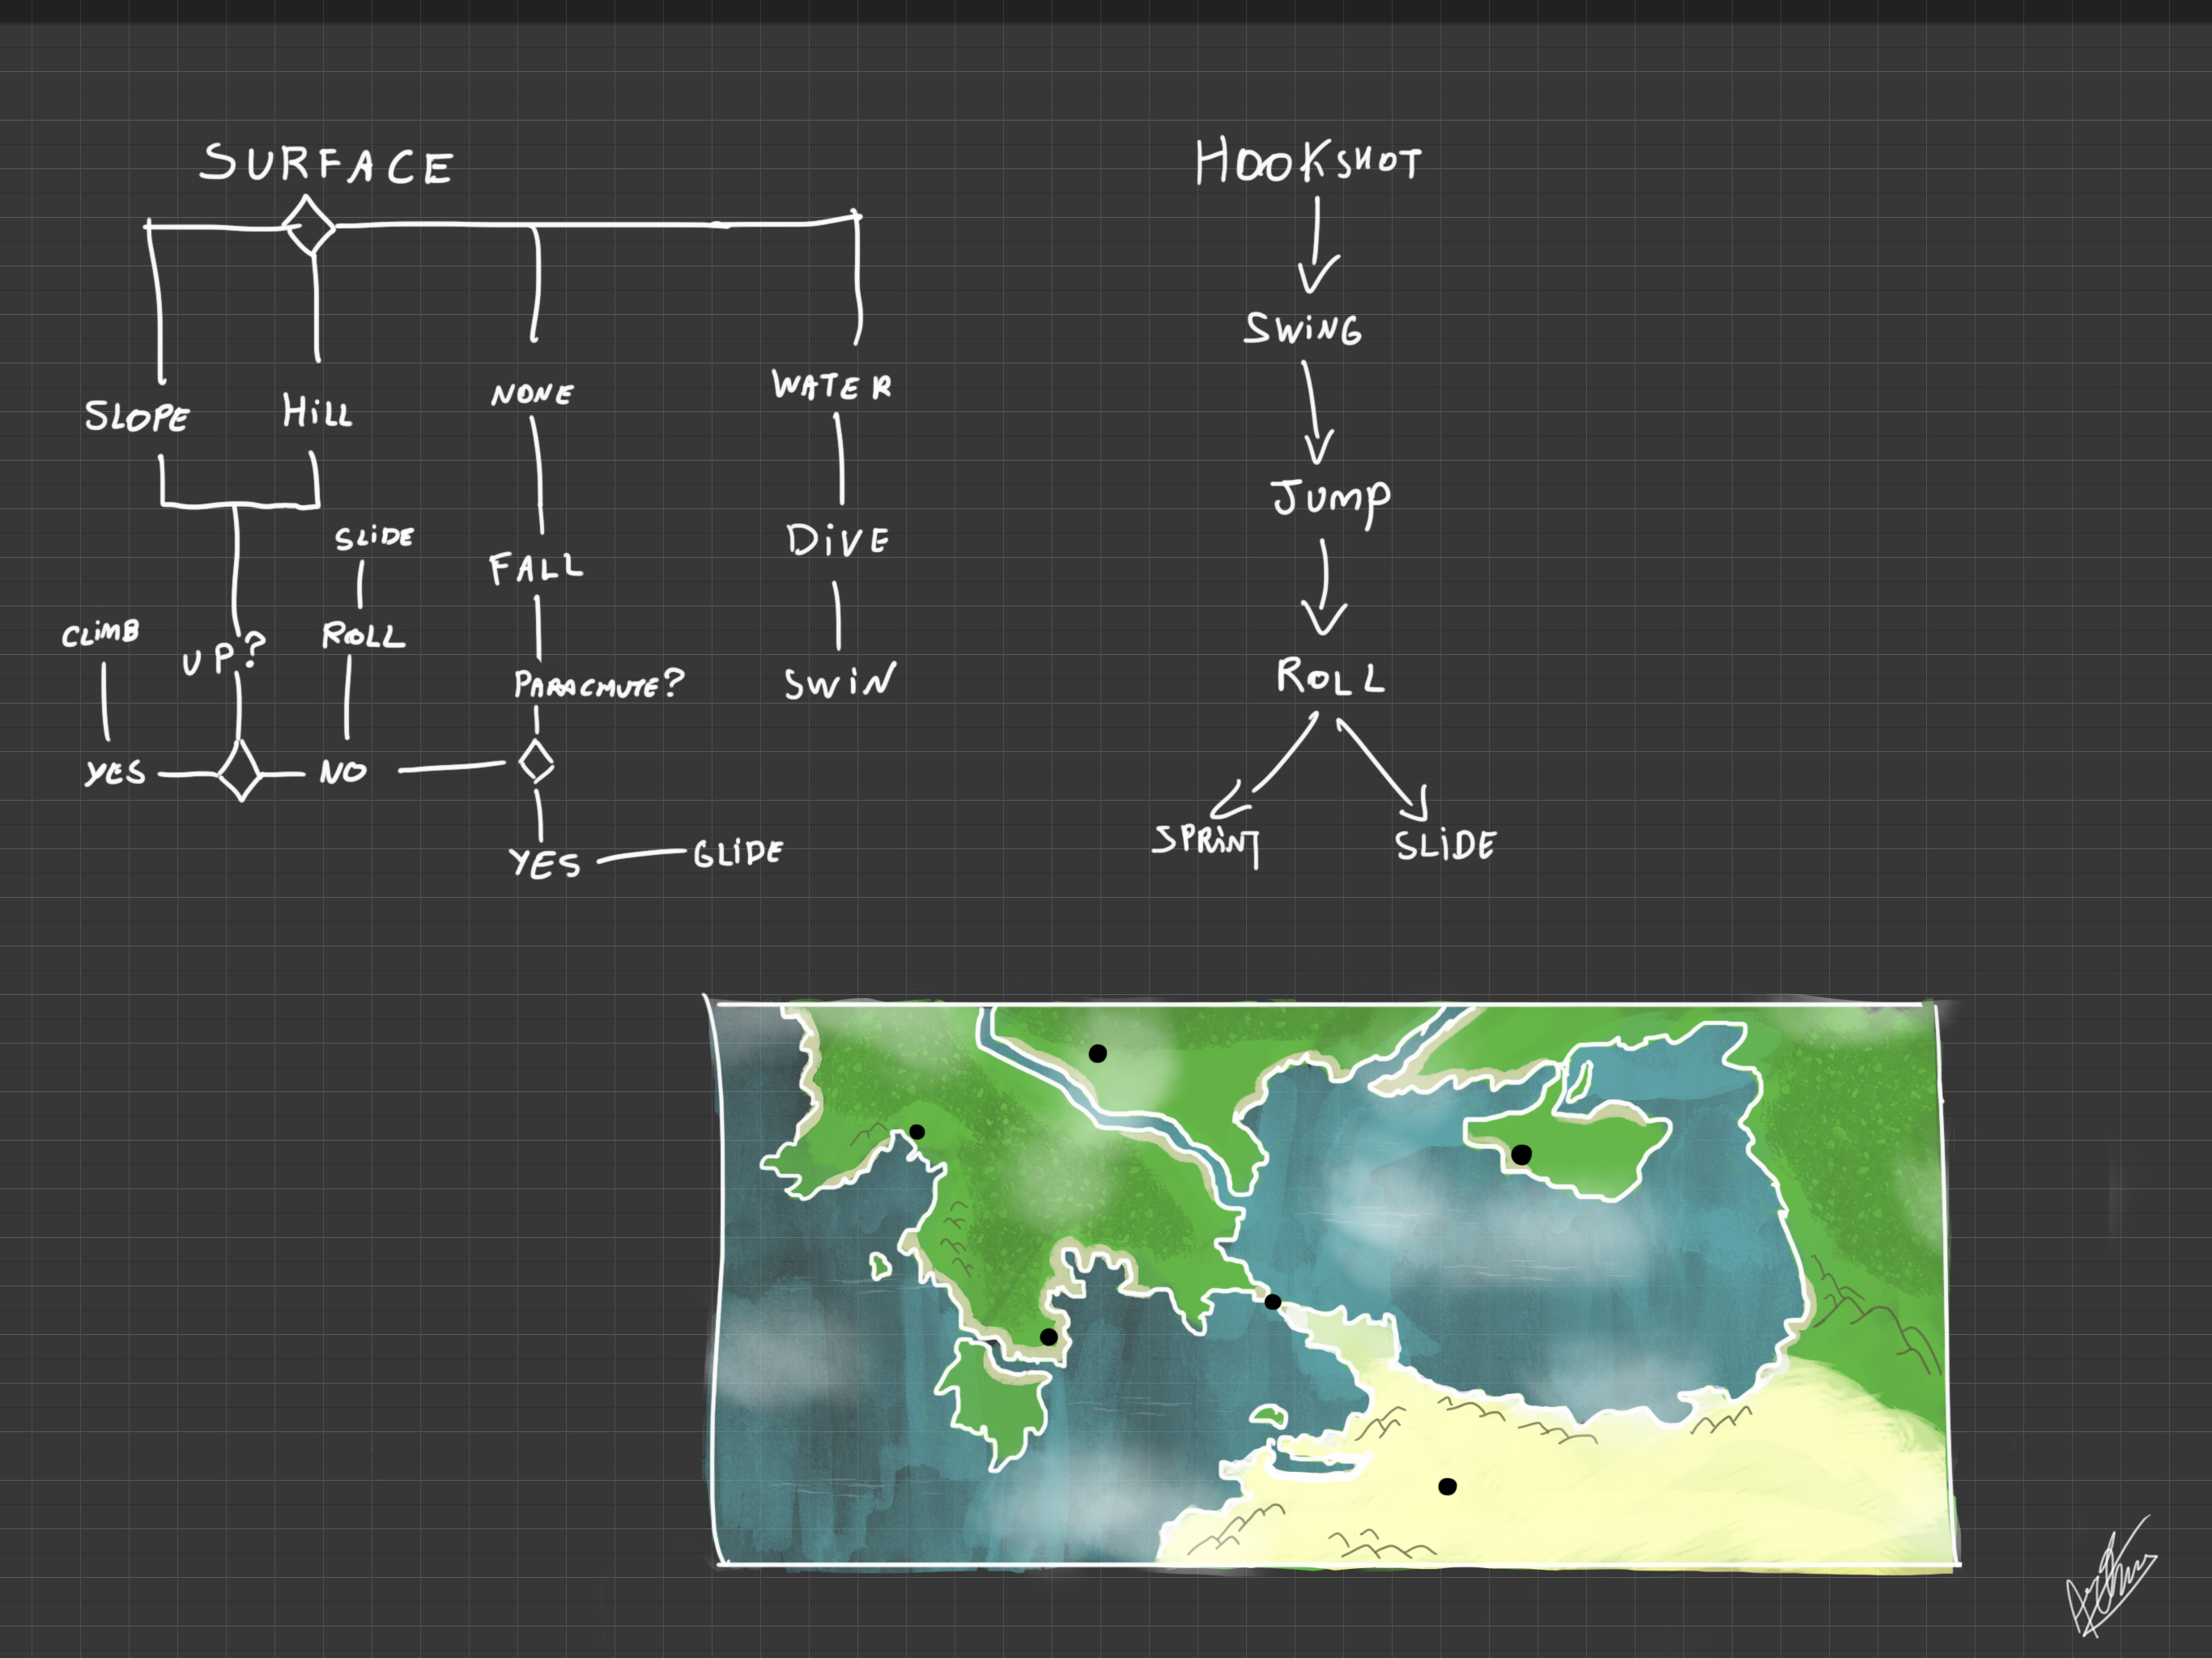 SURFACE
SLOPE
HiLL
NONE
WATER
SLiDE
FALL
DiVE
CLiMB
UP?
ROLL
PARACHUTE?
SWiN
YES
NO
YES
GLiDE
HOOKSHOT
SWiNG
JUMP
ROLL
SPRiNT
SLiDE